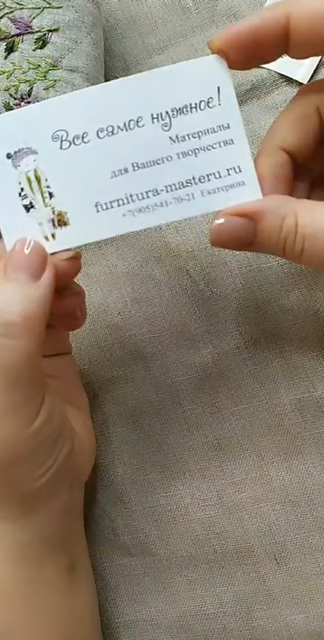 Все самое нужное!
Материалы
для Вашего творчества
furnitura-masteru.ru
+7(905)541-70-21 Екатерина